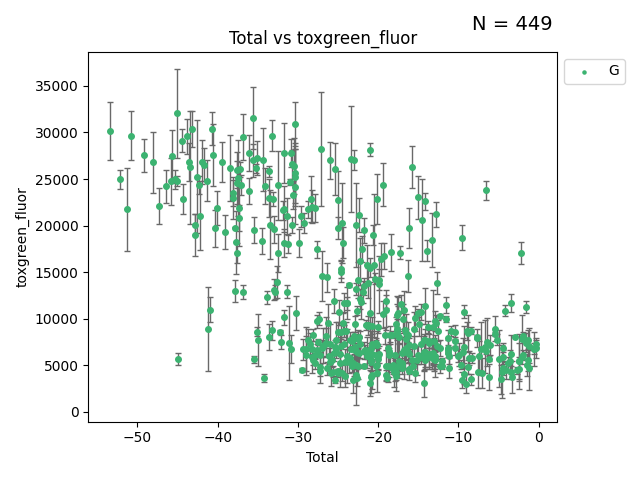 N = 449
Total vs toxgreen_fluor
G
toxgreen_fluor
35000
30000
25000
20000
15000
10000
5000
0
−50 −40 −30 −20 −10 0
Total